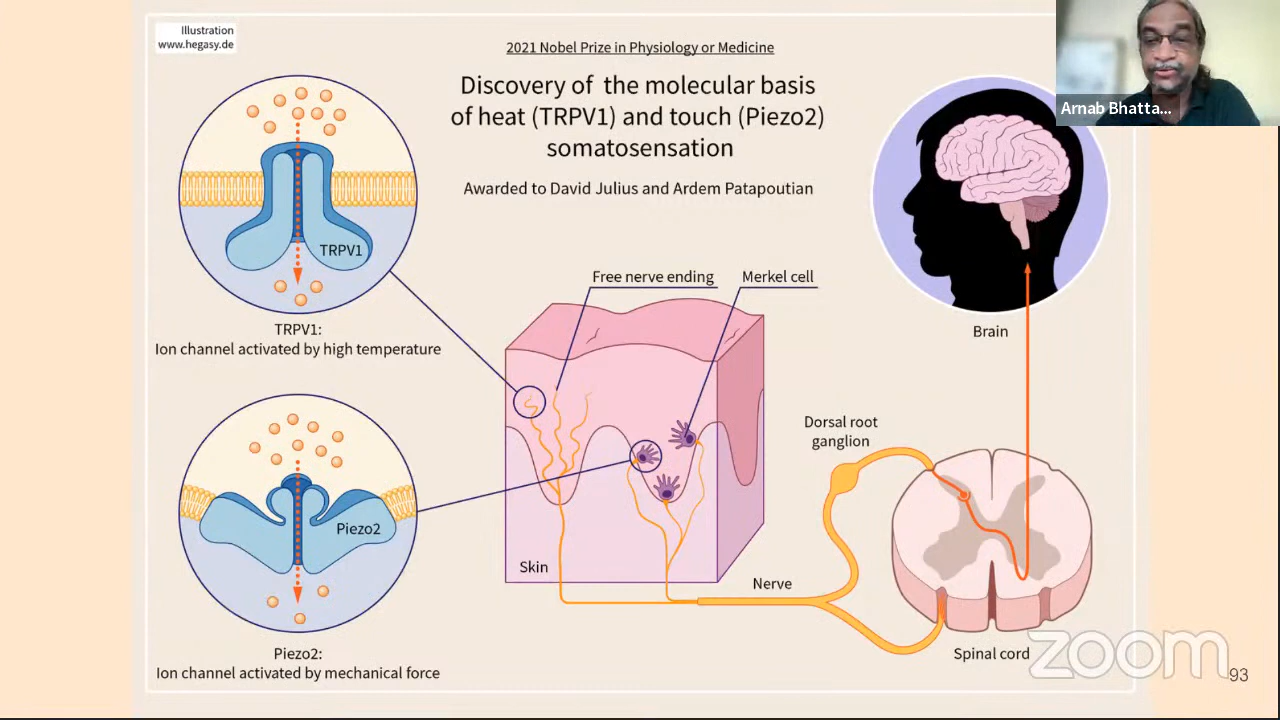 Illustration
www.hegasy.de
2021 Nobel Prize in Physiology or Medicine
Discovery of the molecular basis
of heat (TRPV1) and touch (Piezo2)
somatosensation
Awarded to David Julius and Ardem Patapoutian
Arnab Bhatta...
TRPV1
TRPV1:
Ion channel activated by high temperature
Free nerve ending
Merkel cell
Brain
Dorsal root
ganglion
Piezo2
Skin
Nerve
Piezo2:
Ion channel activated by mechanical force
Spinal cord
zoom
93